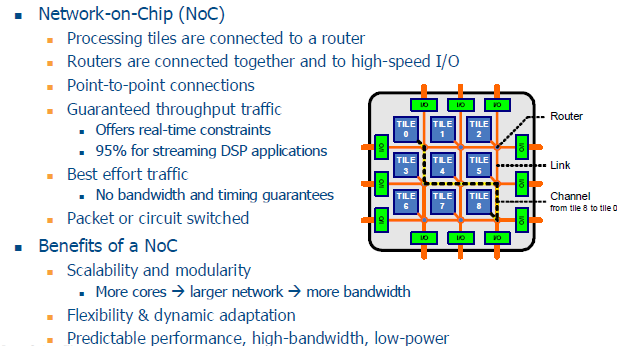 Network-on-Chip (NoC)
Processing tiles are connected to a router
Routers are connected together and to high-speed I/O
Point-to-point connections
Guaranteed throughput traffic
Offers real-time constraints
95% for streaming DSP applications
Best effort traffic
No bandwidth and timing guarantees
Packet or circuit switched
Benefits of a NoC
Scalability and modularity
More cores → larger network → more bandwidth
Flexibility & dynamic adaptation
Predictable performance, high-bandwidth, low-power
I/O I/O I/O
TILE 0
TILE 1
TILE 2
I/O I/O
TILE 3
TILE 4
TILE 5
I/O I/O
TILE 6
TILE 7
TILE 8
I/O I/O
I/O I/O I/O
Router
Link
Channel
from tile 8 to tile 0